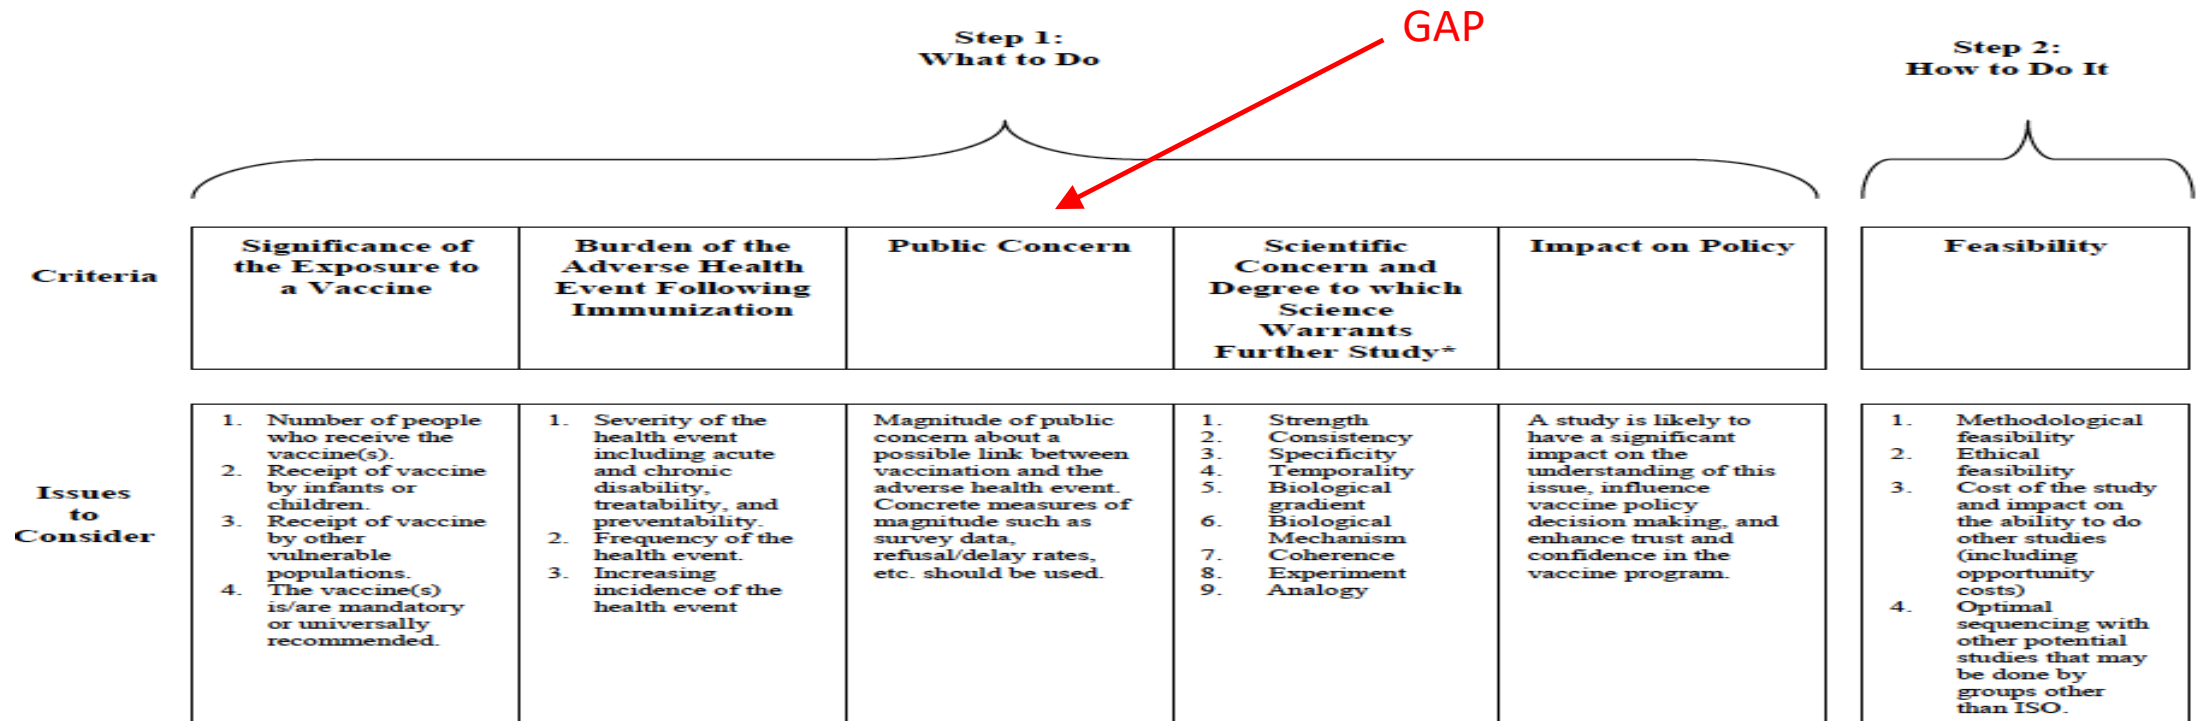 GAP
Step 1:
What to Do
Step 2:
How to Do It
Criteria
Significance of
the Exposure to
a Vaccine
Burden of the
Adverse Health
Event Following
Immunization
Public Concern
Scientific
Concern and
Degree to which
Science
Warrants
Further Study*
Impact on Policy
Feasibility
Issues
to
Consider
1. Number of people
who receive the
vaccine(s).
2. Receipt of vaccine
by infants or
children.
3. Receipt of vaccine
by other
vulnerable
populations.
4. The vaccine(s)
is/are mandatory
or universally
recommended.
1. Severity of the
health event
including acute
and chronic
disability,
treatability, and
preventability.
2. Frequency of the
health event.
3. Increasing
incidence of the
health event
Magnitude of public
concern about a
possible link between
vaccination and the
adverse health event.
Concrete measures of
magnitude such as
survey data,
refusal/delay rates,
etc. should be used.
1. Strength
2. Consistency
3. Specificity
4. Temporality
5. Biological
gradient
6. Biological
Mechanism
7. Coherence
8. Experiment
9. Analogy
A study is likely to
have a significant
impact on the
understanding of this
issue, influence
vaccine policy
decision making, and
enhance trust and
confidence in the
vaccine program.
1. Methodological
feasibility
2. Ethical
feasibility
3. Cost of the study
and impact on
the ability to do
other studies
(including
opportunity
costs)
4. Optimal
sequencing with
other potential
studies that may
be done by
groups other
than ISO.